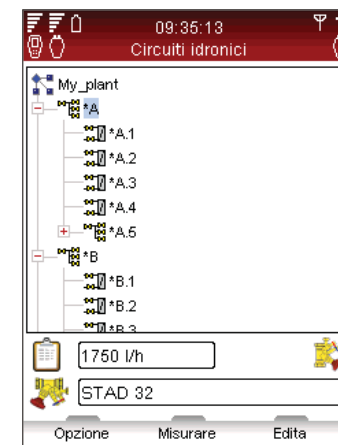 09:35:13
Circuiti idronici
My_plant
*A
*A.1
*A.2
*A.3
*A.4
*A.5
*B
*B.1
*B.2
*B.3
1750 l/h
STAD 32
Opzione Misurare Edita